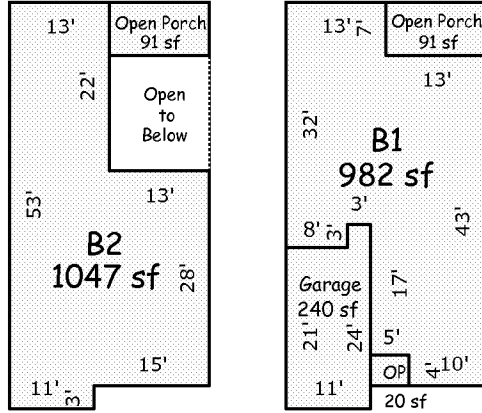 13'
Open Porch
91 sf
22'
Open
to
Below
53'
13'
B2
1047 sf
28'
15'
11'
3'
13'
7'
Open Porch
91 sf
13'
32'
B1
982 sf
3'
43'
8'
3'
Garage
240 sf
17'
21'
24'
5'
OP
4'
10'
11'
20 sf